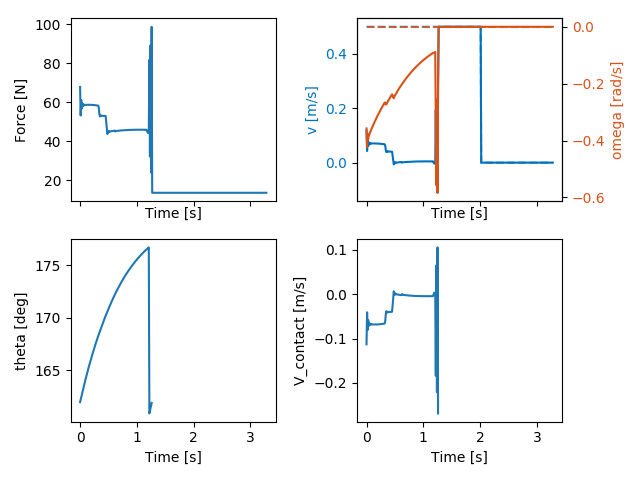 Force [N]
100
80
60
40
20
Time [s]
v [m/s]
0.4
0.2
0.0
Time [s]
0.0
−0.2
−0.4
−0.6
omega [rad/s]
theta [deg]
175
170
165
0 1 2 3
Time [s]
V_contact [m/s]
0.1
0.0
−0.1
−0.2
0 1 2 3
Time [s]